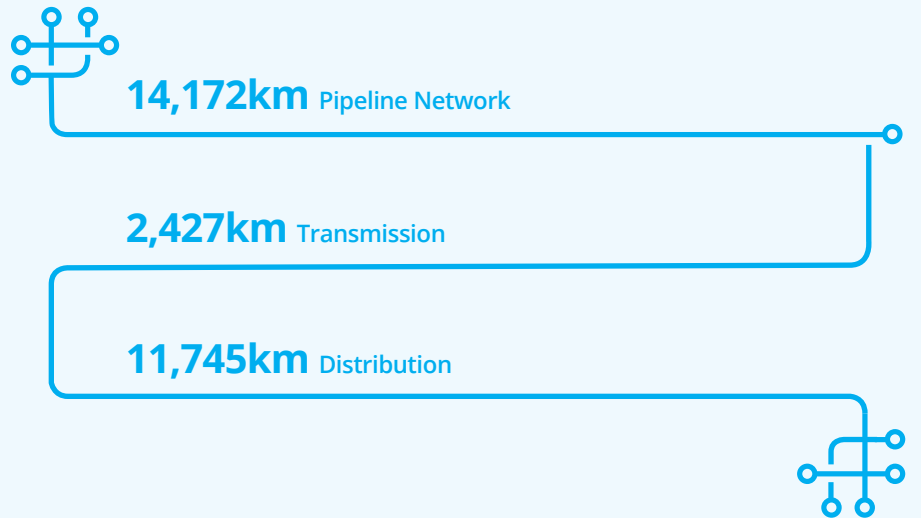 14,172km Pipeline Network
2,427km Transmission
11,745km Distribution